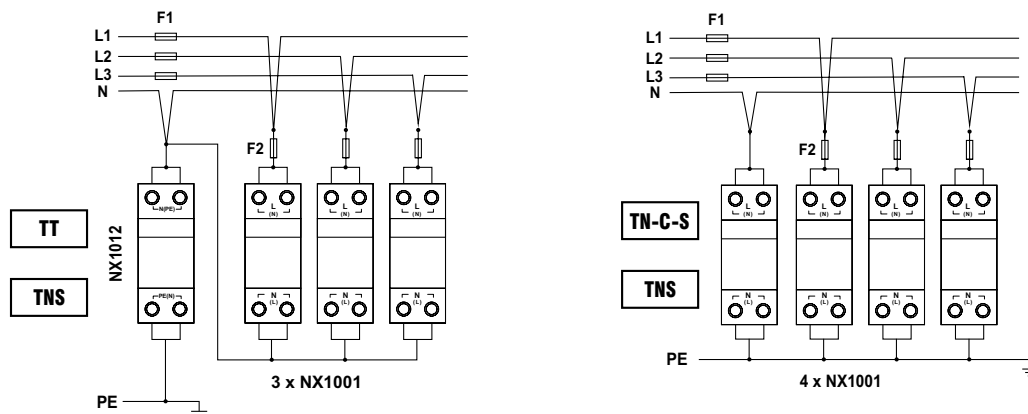 F1
L1
L2
L3
N
F2
N(PE)
L
(N)
L
(N)
L
(N)
TT
TNS
NX1012
PE(N)
N
(L)
N
(L)
N
(L)
3 x NX1001
PE
F1
L1
L2
L3
N
F2
L
(N)
L
(N)
L
(N)
L
(N)
TN-C-S
TNS
N
(L)
N
(L)
N
(L)
N
(L)
PE
4 x NX1001